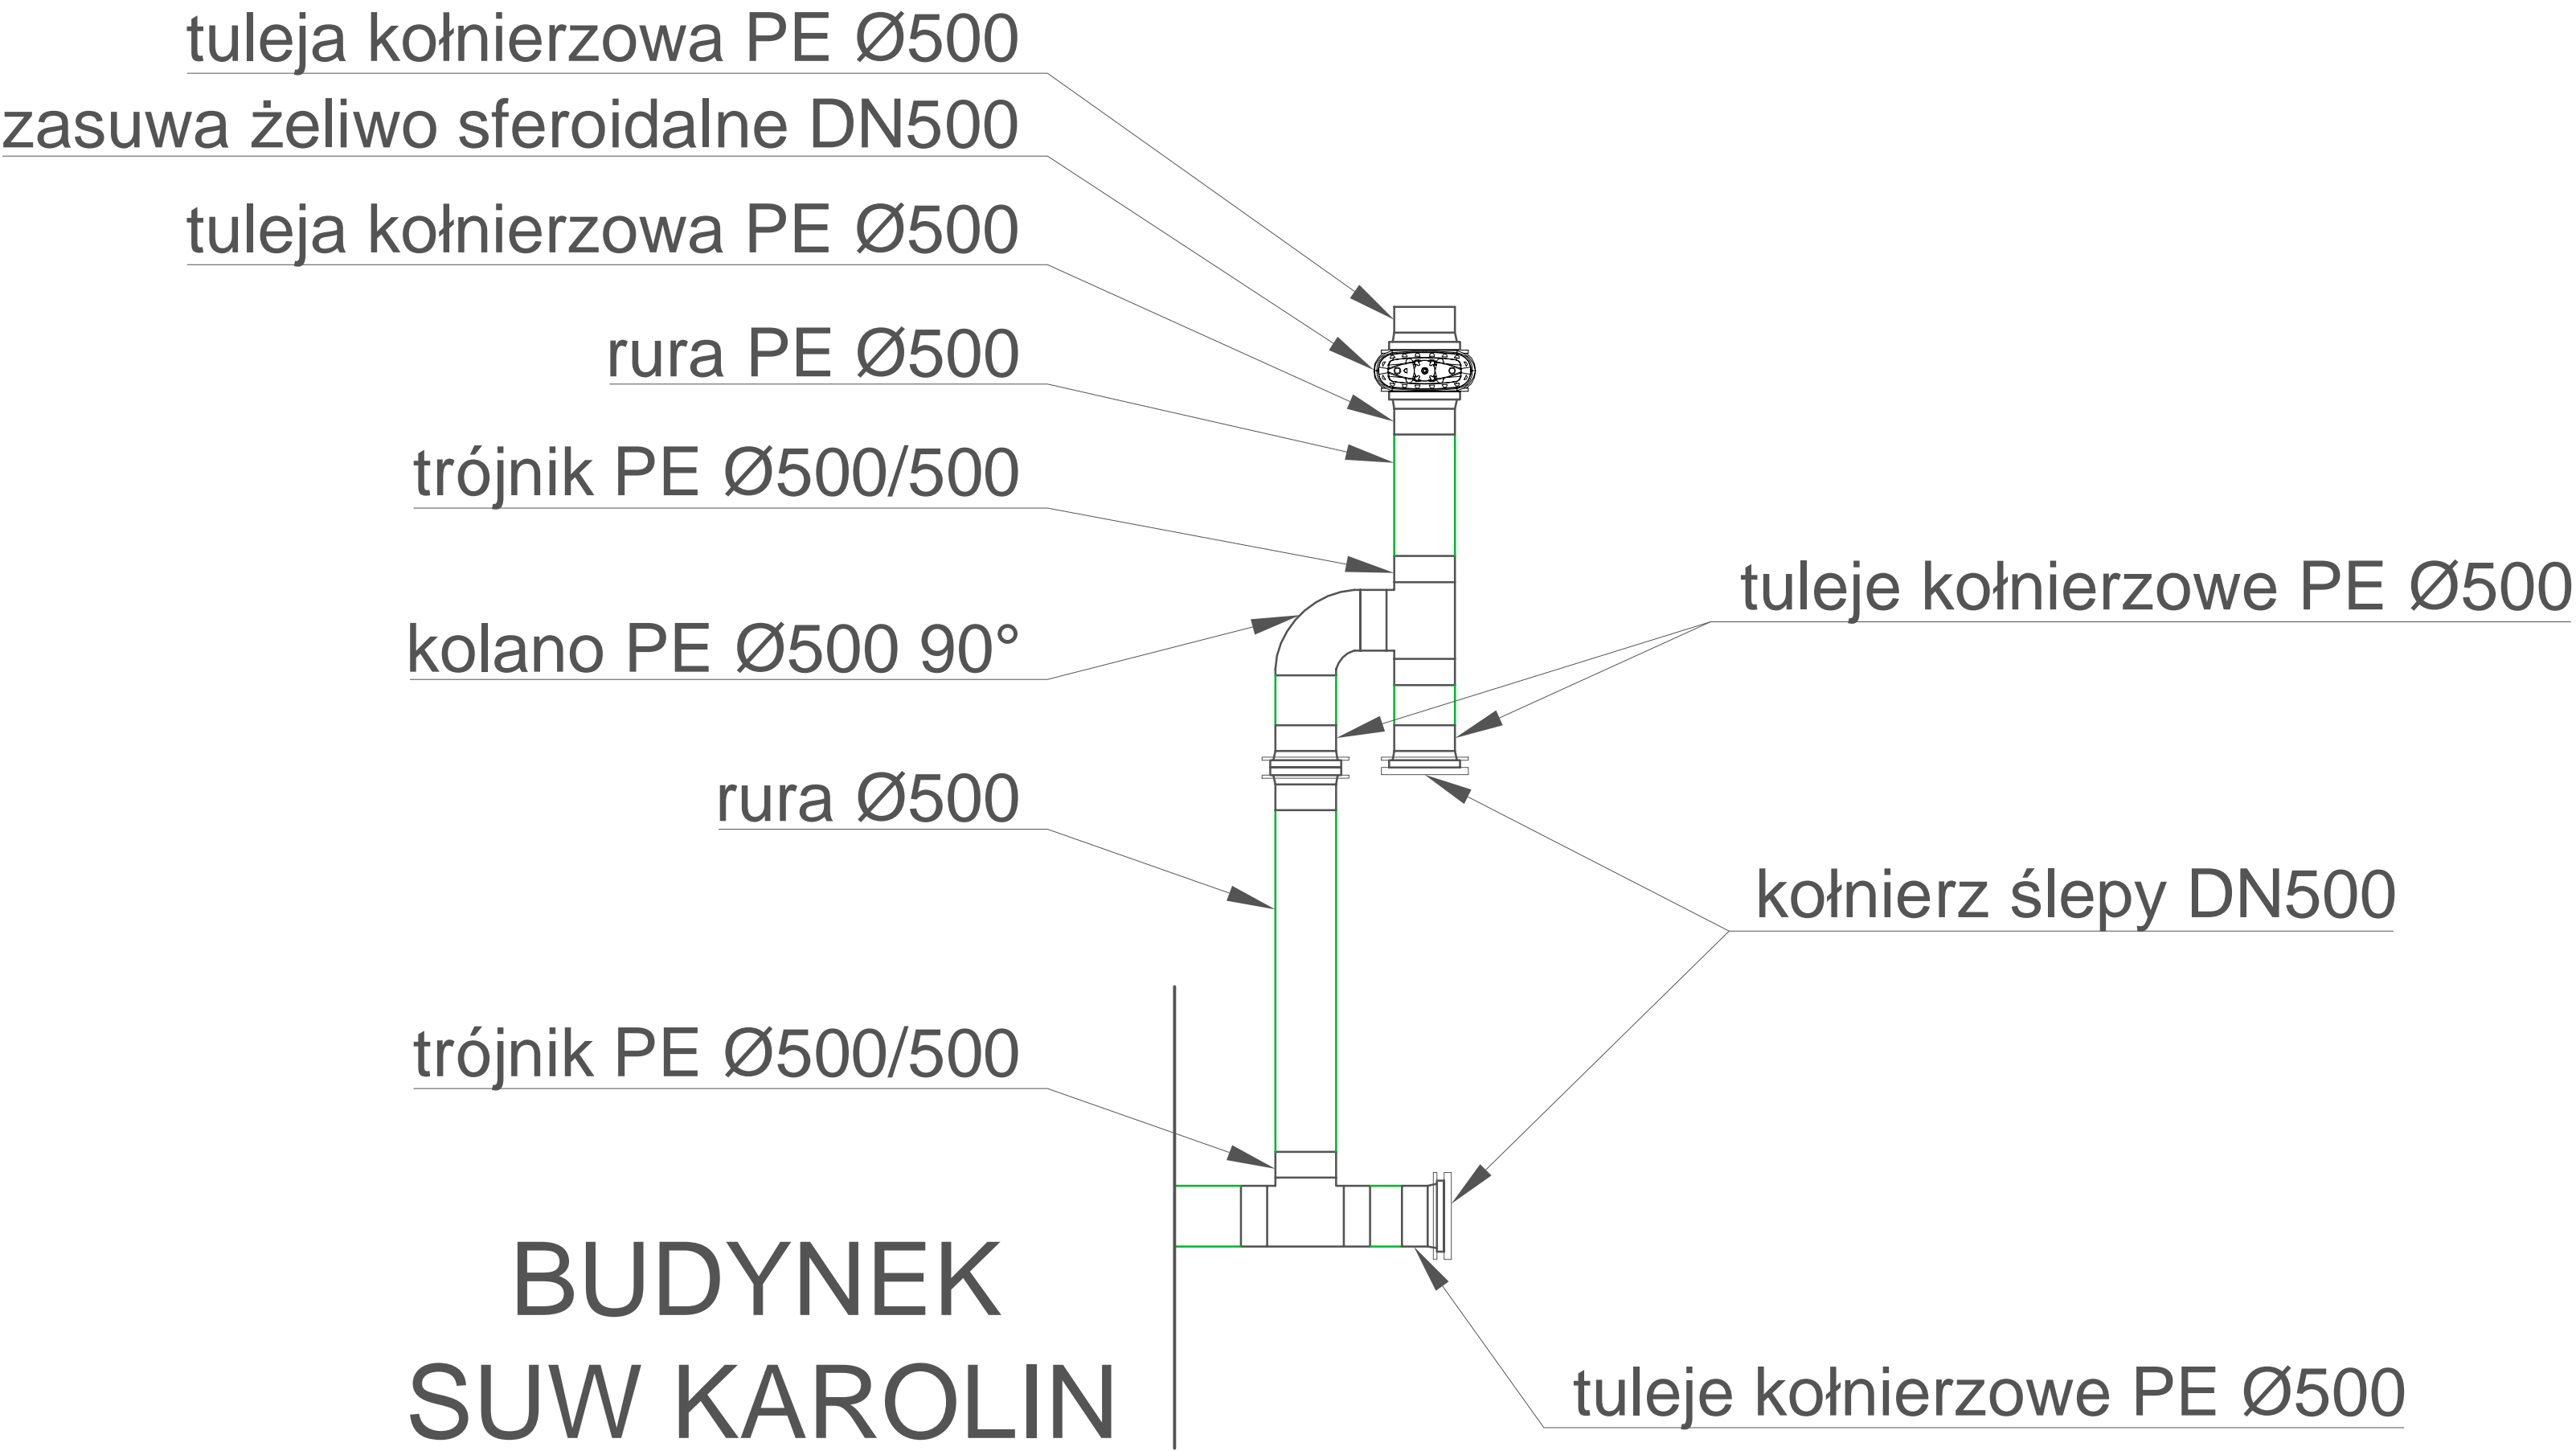 tuleja kołnierzowa PE Ø500
zasuwa żeliwo sferoidalne DN500
tuleja kołnierzowa PE Ø500
rura PE Ø500
trójnik PE Ø500/500
kolano PE Ø500 90°
rura Ø500
trójnik PE Ø500/500
BUDYNEK
SUW KAROLIN
tuleje kołnierzowe PE Ø500
kołnierz ślepy DN500
tuleje kołnierzowe PE Ø500